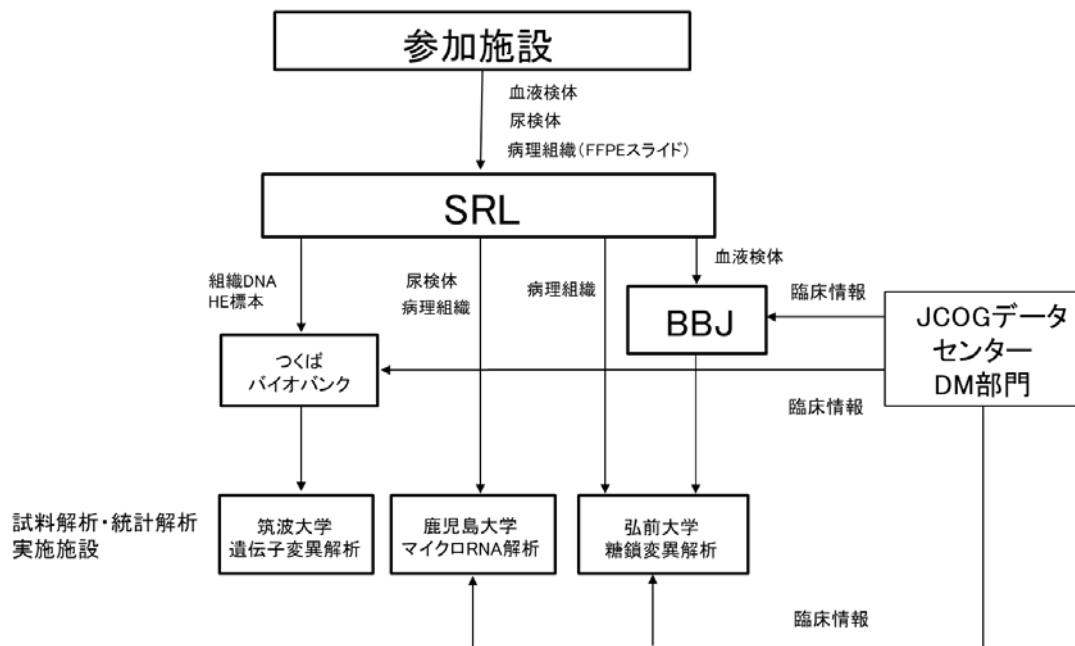 参加施設
血液検体
尿検体
病理組織(FFPEスライド)
SRL
血液検体
組織DNA
HE標本
尿検体
病理組織
病理組織
臨床情報
BBJ
JCOGデータ
センター
DM部門
つくば
バイオバンク
臨床情報
試料解析・統計解析
実施施設
筑波大学
遺伝子変異解析
鹿児島大学
マイクロRNA解析
弘前大学
糖鎖変異解析
臨床情報